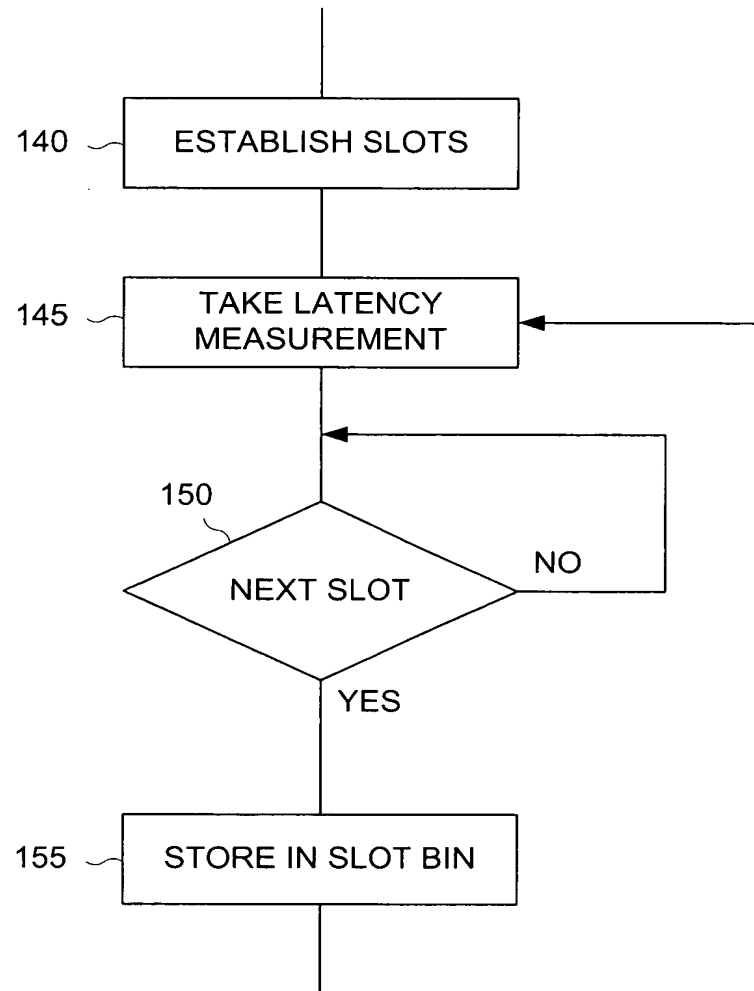 140
ESTABLISH SLOTS
145
TAKE LATENCY
MEASUREMENT
150
NEXT SLOT
NO
YES
155
STORE IN SLOT BIN